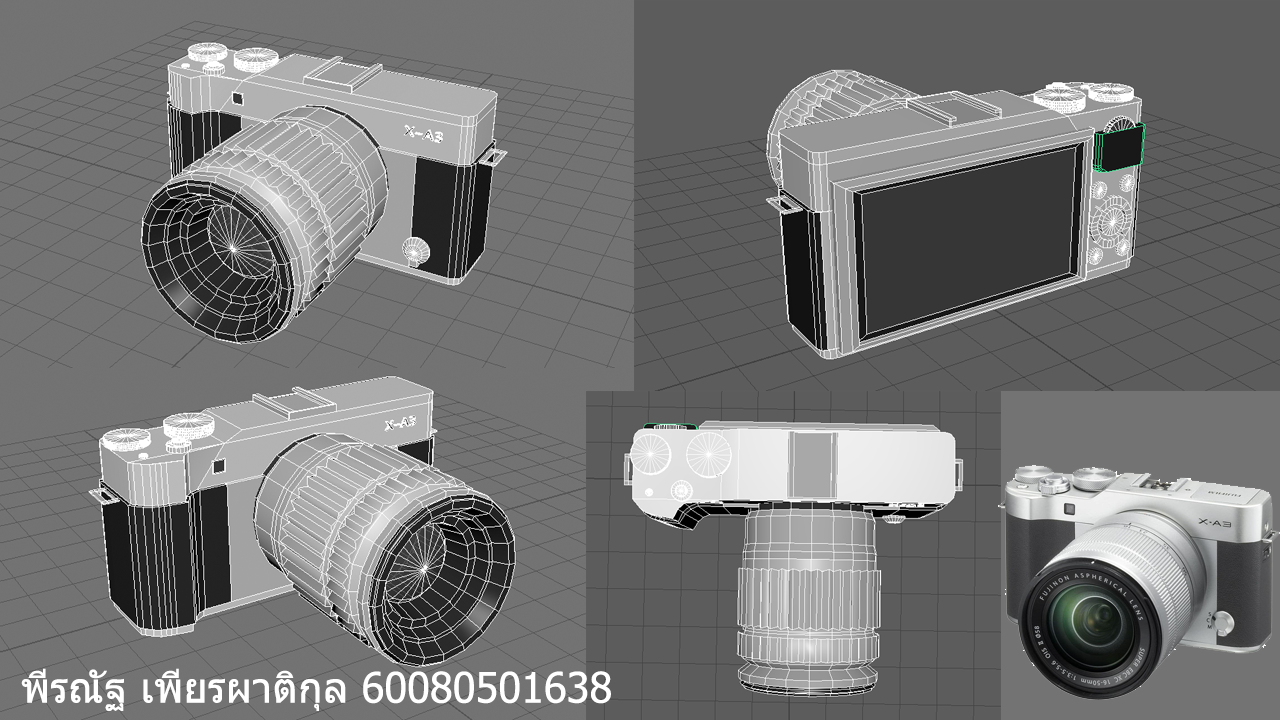 X-A3
X-A3
FUJIFILM
X-A3
FUJINON ASPHERICAL LENS
SUPER EBC XC 16-50mm 1:3.5-5.6 OIS II ø58
พีรณัฐ เพียรผาติกุล 60080501638